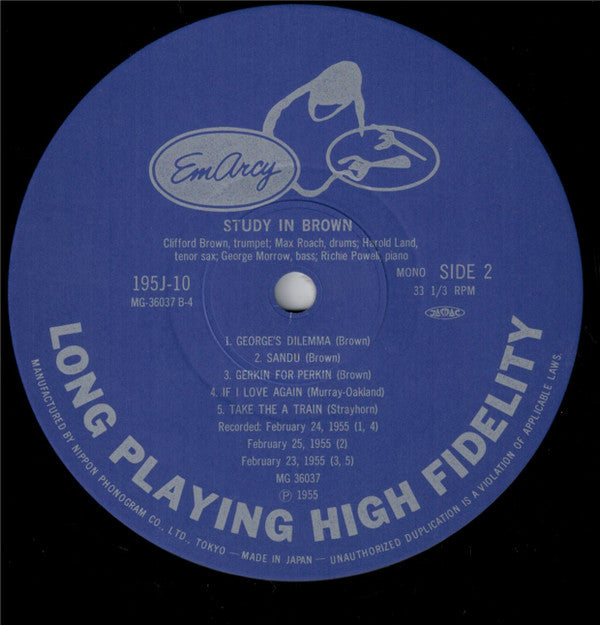 EmArcy
STUDY IN BROWN
Clifford Brown, trumpet; Max Roach, drums; Harold Land,
tenor sax; George Morrow, bass; Richie Powell, piano
195J-10
MG-36037 B-4
MONO SIDE 2
33 1/3 RPM
JASRAC
1. GEORGE'S DILEMMA (Brown)
2. SANDU (Brown)
3. GERKIN FOR PERKIN (Brown)
4. IF I LOVE AGAIN (Murray-Oakland)
5. TAKE THE A TRAIN (Strayhorn)
Recorded: February 24, 1955 (1, 4)
February 25, 1955 (2)
February 23, 1955 (3, 5)
MG 36037
Ⓟ 1955
LONG PLAYING HIGH FIDELITY
MANUFACTURED BY NIPPON PHONOGRAM CO., LTD., TOKYO — MADE IN JAPAN — UNAUTHORIZED DUPLICATION IS A VIOLATION OF APPLICABLE LAWS.